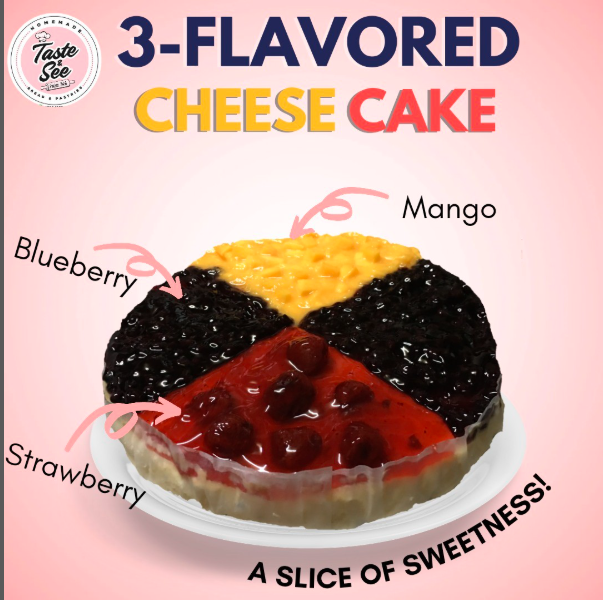 HOMEMADE
Taste
&
See
BREAD & PASTRIES
3-FLAVORED
CHEESE CAKE
Mango
Blueberry
Strawberry
A SLICE OF SWEETNESS!